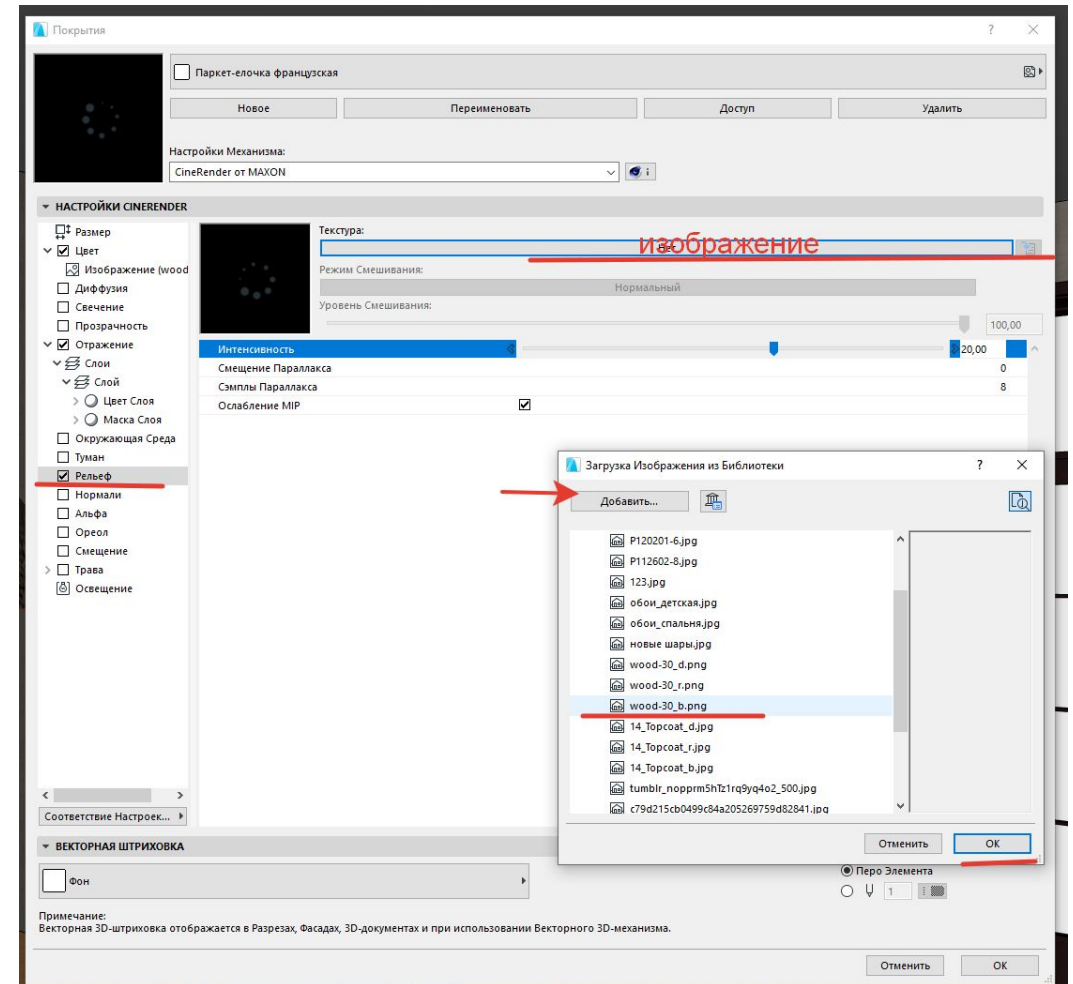 Покрытия
Паркет-елочка французская
Новое
Переименовать
Доступ
Удалить
Настройки Механизма:
CineRender от MAXON
i
НАСТРОЙКИ CINERENDER
Размер
Цвет
Изображение (wood
Диффузия
Свечение
Прозрачность
Отражение
Слои
Слой
Цвет Слоя
Маска Слоя
Окружающая Среда
Туман
Рельеф
Нормали
Альфа
Ореол
Смещение
Трава
Освещение
Соответствие Настроек...
Текстура:
изображение
Режим Смешивания:
Нормальный
Уровень Смешивания:
100,00
Интенсивность 20,00
Смещение Параллакса 0
Сэмплы Параллакса 8
Ослабление MIP
Загрузка Изображения из Библиотеки ?
Добавить...
P120201-6.jpg
P112602-8.jpg
123.jpg
обои_детская.jpg
обои_спальня.jpg
новые шары.jpg
wood-30_d.png
wood-30_r.png
wood-30_b.png
14_Topcoat_d.jpg
14_Topcoat_r.jpg
14_Topcoat_b.jpg
tumblr_nopprm5hTz1rq9yq4o2_500.jpg
c79d215cb0499c84a205269759d82841.jpg
Отменить
OK
ВЕКТОРНАЯ ШТРИХОВКА
Фон
Перо Элемента
1
Примечание:
Векторная 3D-штриховка отображается в Разрезах, Фасадах, 3D-документах и при использовании Векторного 3D-механизма.
Отменить
OK